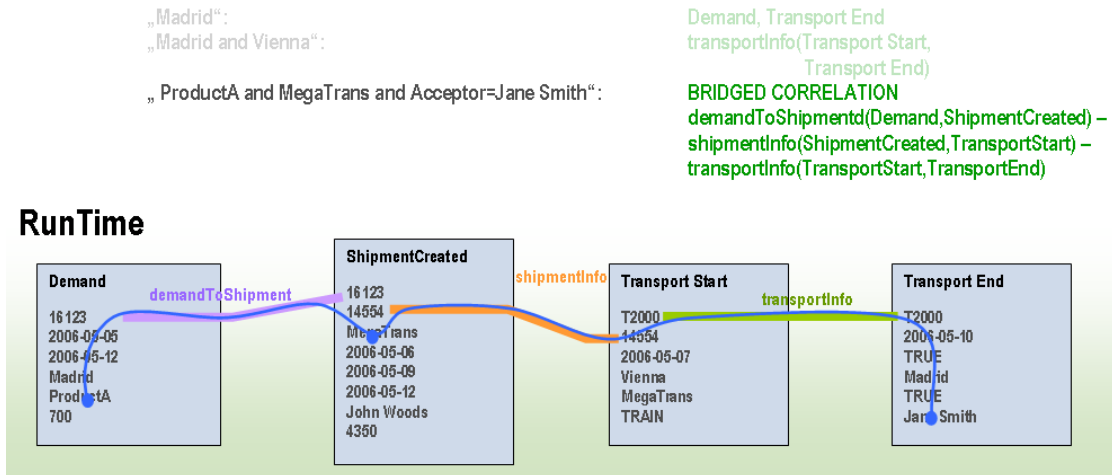 „Madrid“: Demand, Transport End
„Madrid and Vienna“: transportInfo(Transport Start,
Transport End)
„ ProductA and MegaTrans and Acceptor=Jane Smith“: BRIDGED CORRELATION
demandToShipmentd(Demand,ShipmentCreated) –
shipmentInfo(ShipmentCreated,TransportStart) –
transportInfo(TransportStart,TransportEnd)
RunTime
Demand
16123
2006-05-05
2006-05-12
Madrid
ProductA
700
demandToShipment
ShipmentCreated
16123
14554
MegaTrans
2006-05-06
2006-05-09
2006-05-12
John Woods
4350
shipmentInfo
Transport Start
T2000
14554
2006-05-07
Vienna
MegaTrans
TRAIN
transportInfo
Transport End
T2000
2006-05-10
TRUE
Madrid
TRUE
Jane Smith